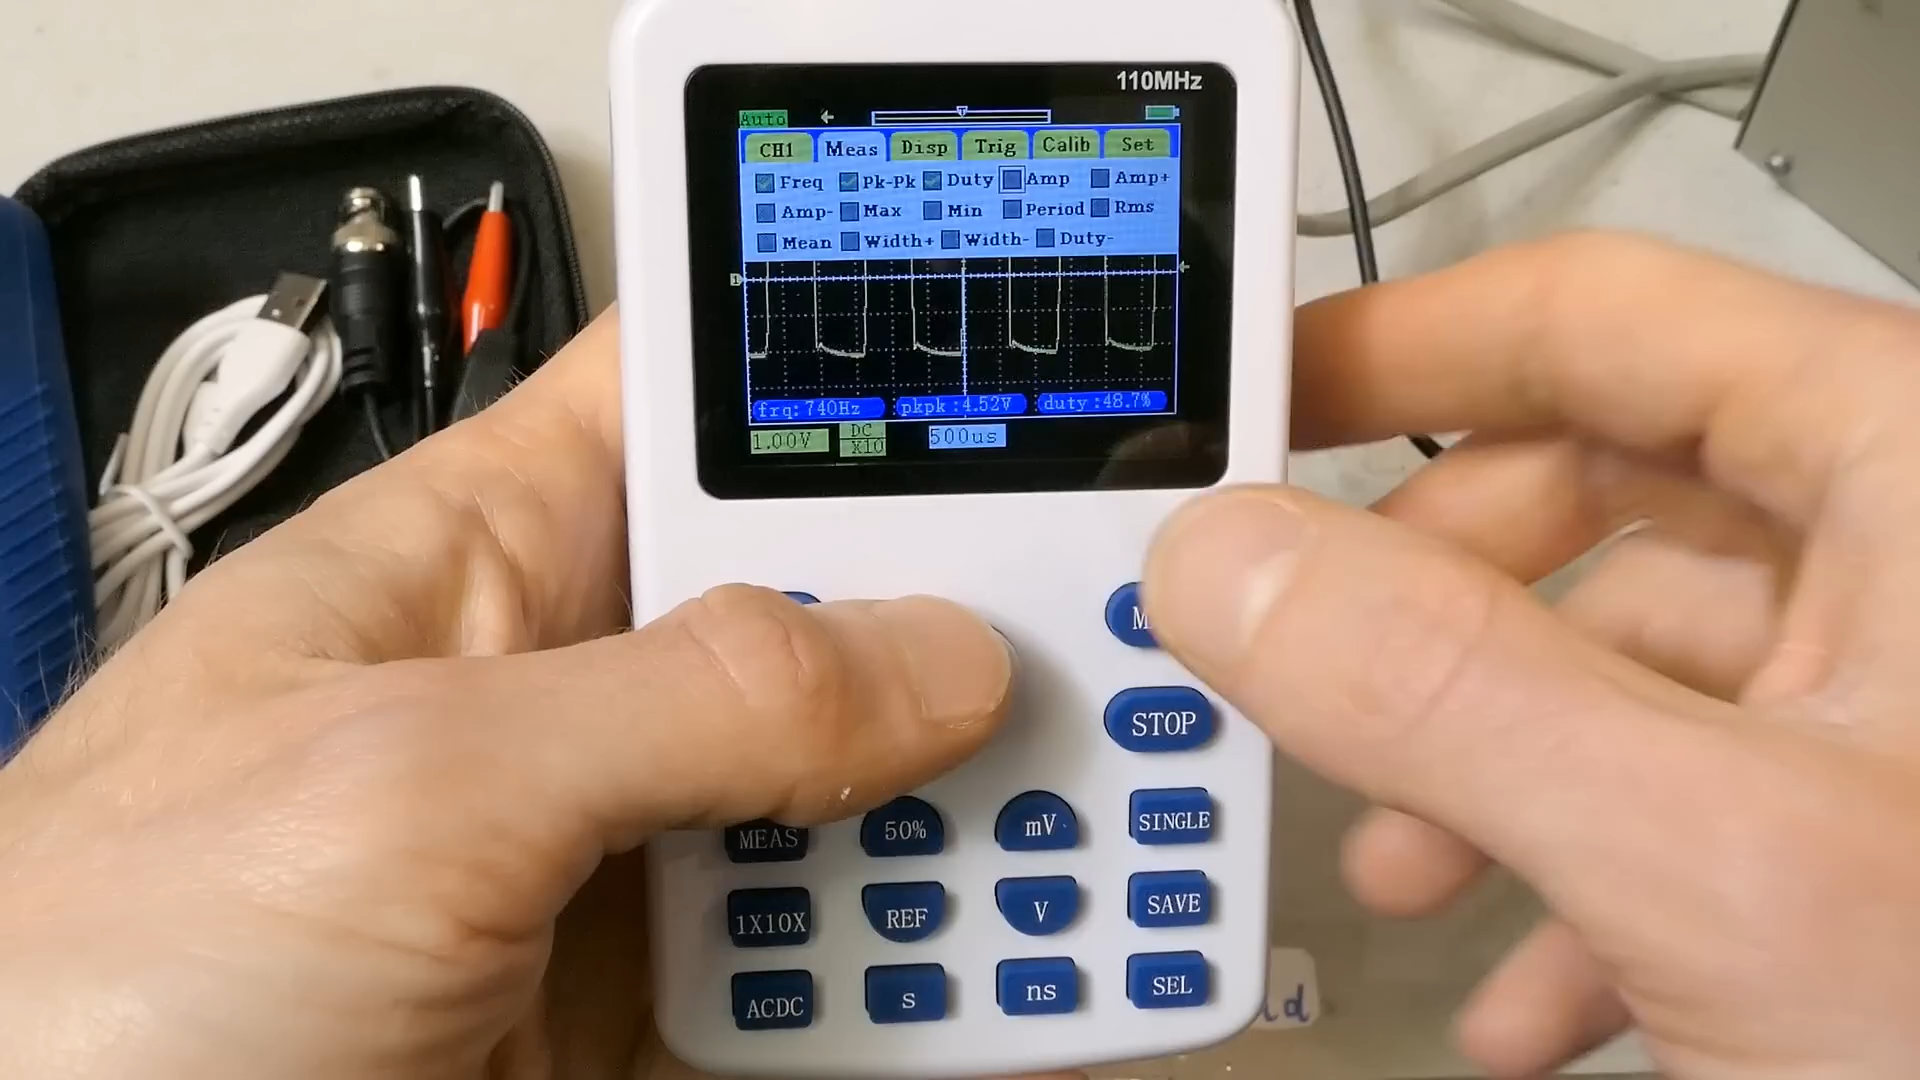 110MHz
Auto
T
CH1 Meas Disp Trig Calib Set
Freq Pk-Pk Duty Amp Amp+
Amp- Max Min Period Rms
Mean Width+ Width- Duty-
1
frq:740Hz pkpk:4.52V duty:48.7%
1.00V DC X10 500us
M
STOP
MEAS 50% mV SINGLE
1X10X REF V SAVE
ACDC s ns SEL